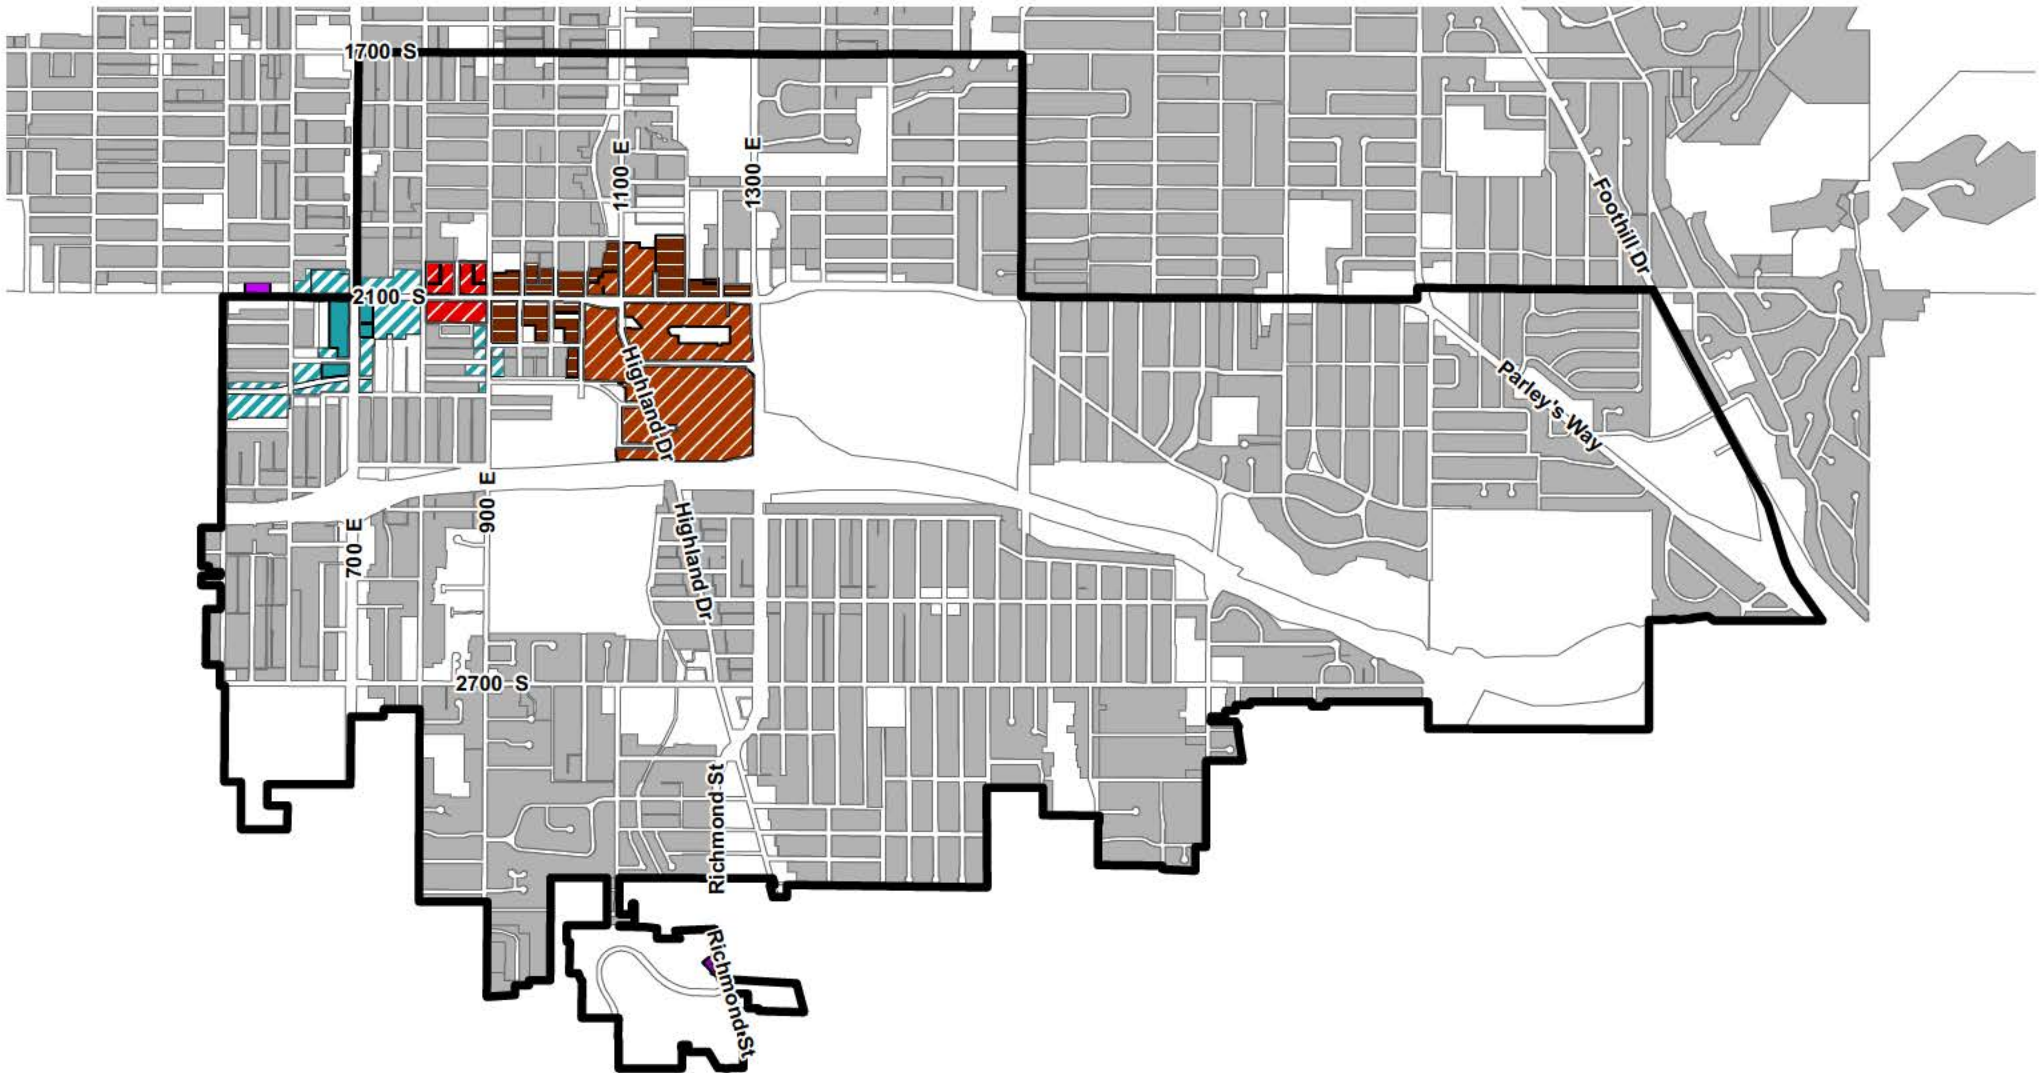 1700 S
1100 E
1300 E
Foothill Dr
2100 S
Highland Dr
Parley's Way
900 E
700 E
Highland Dr
2700 S
Richmond St
Richmond St